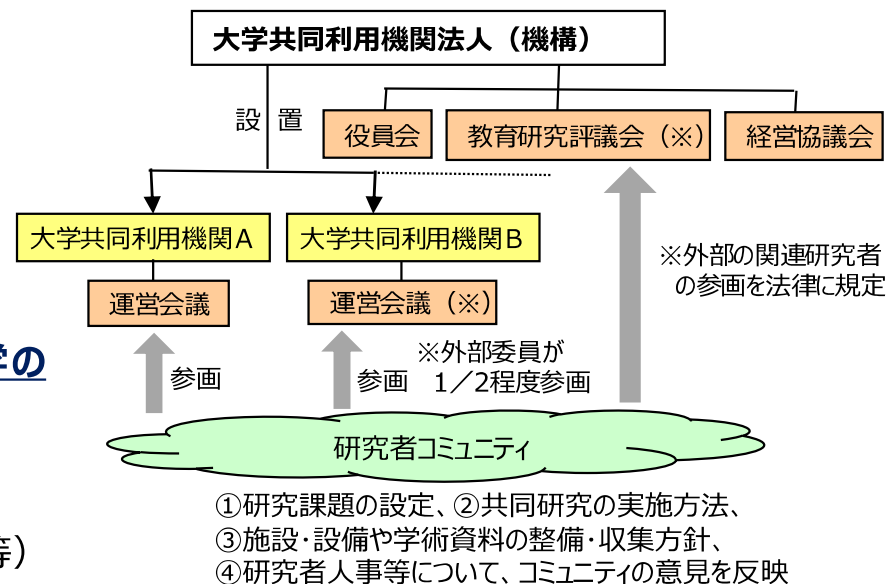 大学共同利用機関法人（機構）
設 置
役員会
教育研究評議会（※）
経営協議会
大学共同利用機関A
大学共同利用機関B
※外部の関連研究者
の参画を法律に規定
運営会議
運営会議（※）
学の
参画
参画
※外部委員が
1／2程度参画
研究者コミュニティ
①研究課題の設定、②共同研究の実施方法、
③施設・設備や学術資料の整備・収集方針、
等）
④研究者人事等について、コミュニティの意見を反映